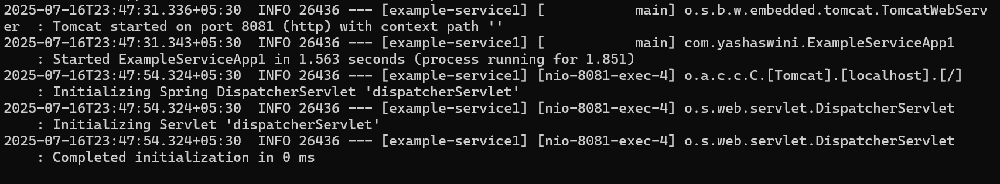 2025-07-16T23:47:31.336+05:30  INFO 26436 --- [example-service1] [           main] o.s.b.w.embedded.tomcat.TomcatWebServ
er  : Tomcat started on port 8081 (http) with context path ''
2025-07-16T23:47:31.343+05:30  INFO 26436 --- [example-service1] [           main] com.yashaswini.ExampleServiceApp1
    : Started ExampleServiceApp1 in 1.563 seconds (process running for 1.851)
2025-07-16T23:47:54.324+05:30  INFO 26436 --- [example-service1] [nio-8081-exec-4] o.a.c.c.C.[Tomcat].[localhost].[/]
    : Initializing Spring DispatcherServlet 'dispatcherServlet'
2025-07-16T23:47:54.324+05:30  INFO 26436 --- [example-service1] [nio-8081-exec-4] o.s.web.servlet.DispatcherServlet
    : Initializing Servlet 'dispatcherServlet'
2025-07-16T23:47:54.324+05:30  INFO 26436 --- [example-service1] [nio-8081-exec-4] o.s.web.servlet.DispatcherServlet
    : Completed initialization in 0 ms